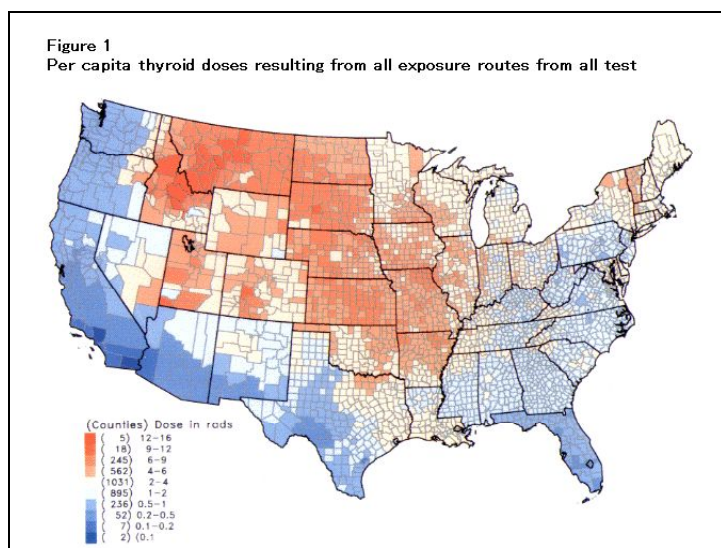 Figure 1
Per capita thyroid doses resulting from all exposure routes from all test
(Counties) Dose in rads
( 5) 12-16
( 18) 9-12
( 245) 6-9
( 562) 4-6
(1031) 2-4
( 895) 1-2
( 236) 0.5-1
( 52) 0.2-0.5
( 7) 0.1-0.2
( 2) (0.1